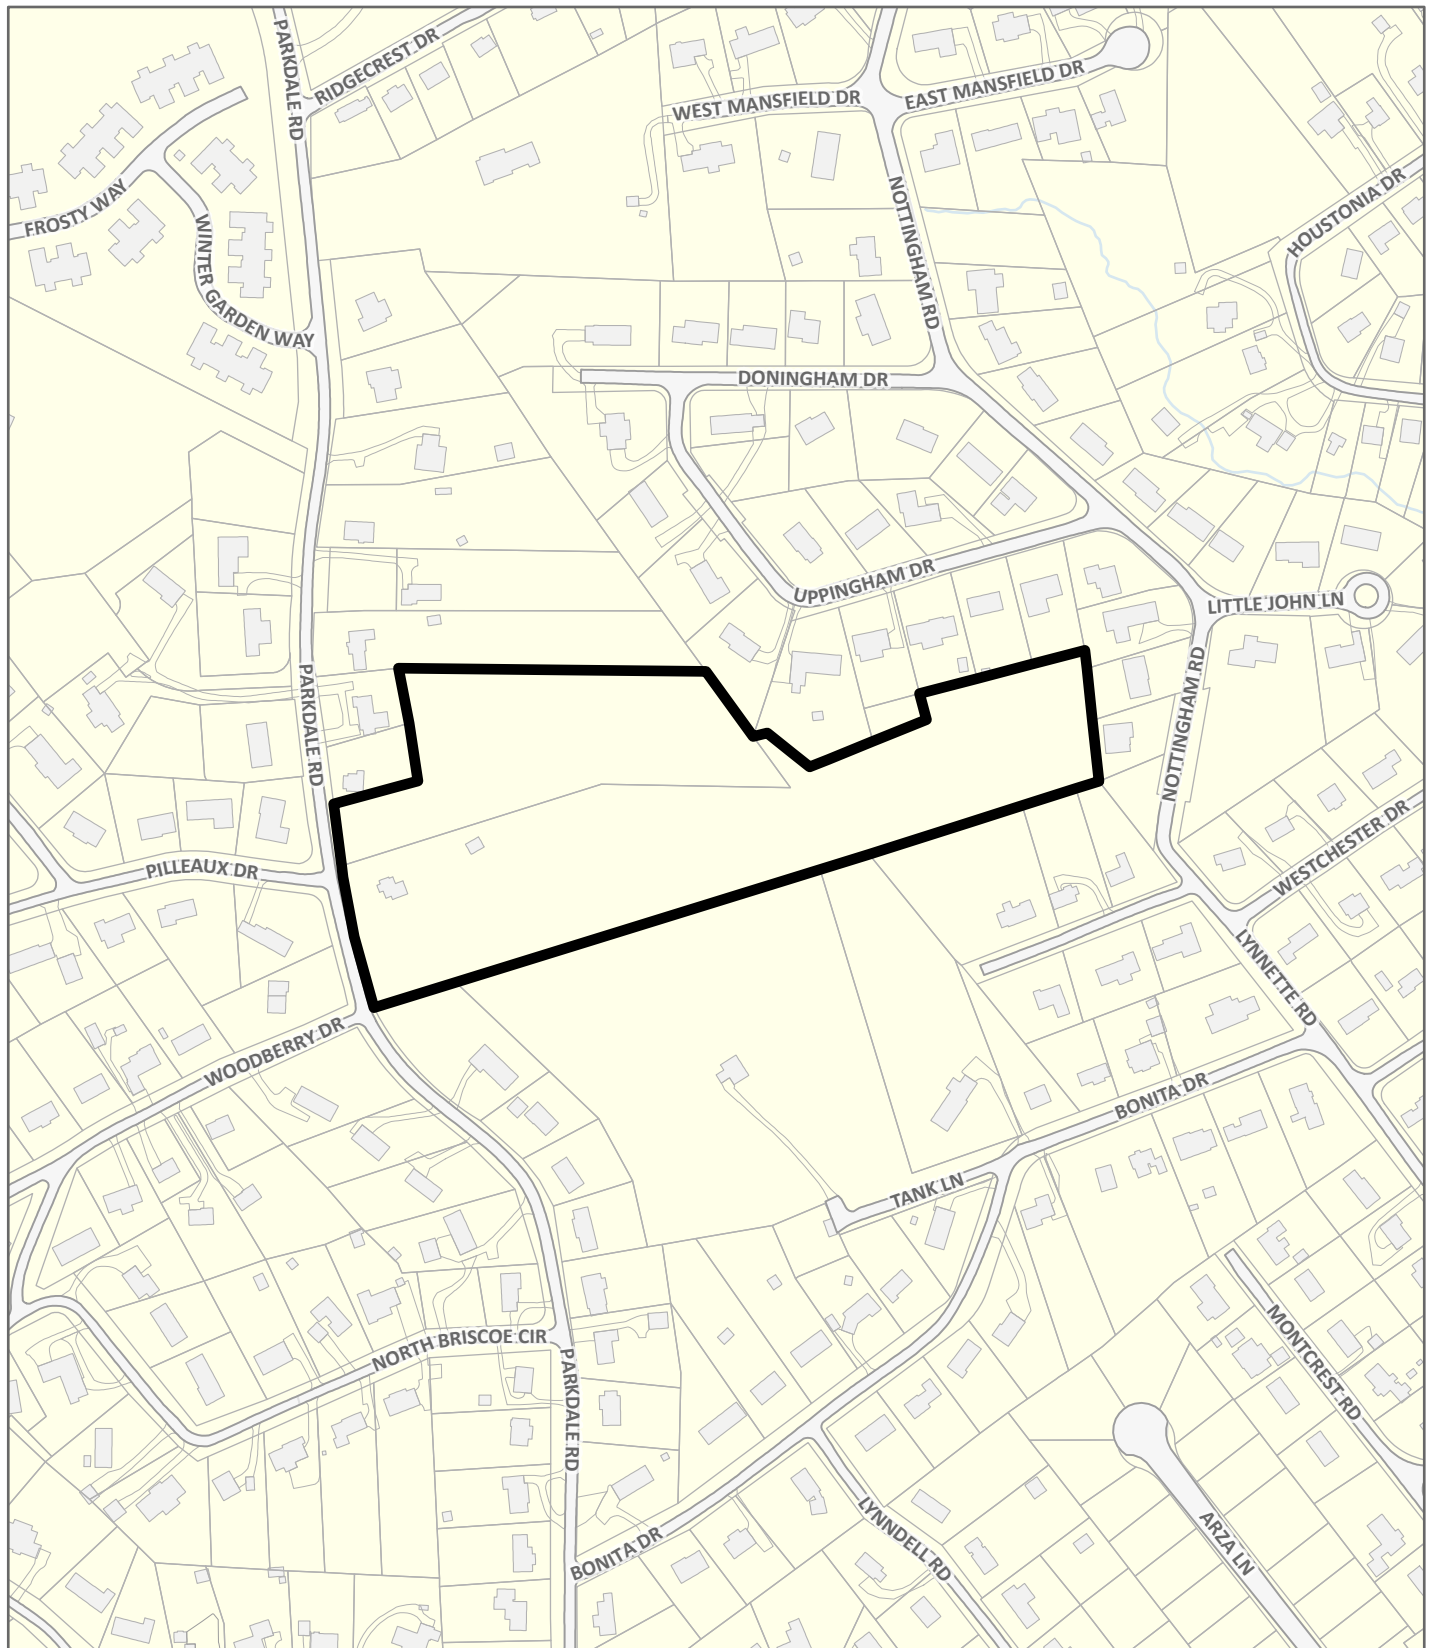 PARKDALE RD
RIDGECREST DR
WEST MANSFIELD DR
EAST MANSFIELD DR
FROSTY WAY
WINTER GARDEN WAY
NOTTINGHAM RD
HOUSTONIA DR
DONINGHAM DR
UPPINGHAM DR
LITTLE JOHN LN
PARKDALE RD
NOTTINGHAM RD
PILLEAUX DR
WESTCHESTER DR
LYNNETTE RD
WOODBERRY DR
BONITA DR
TANK LN
NORTH BRISCOE CIR
PARKDALE RD
MONTCREST RD
BONITA DR
LYNNDELL RD
ARZA LN